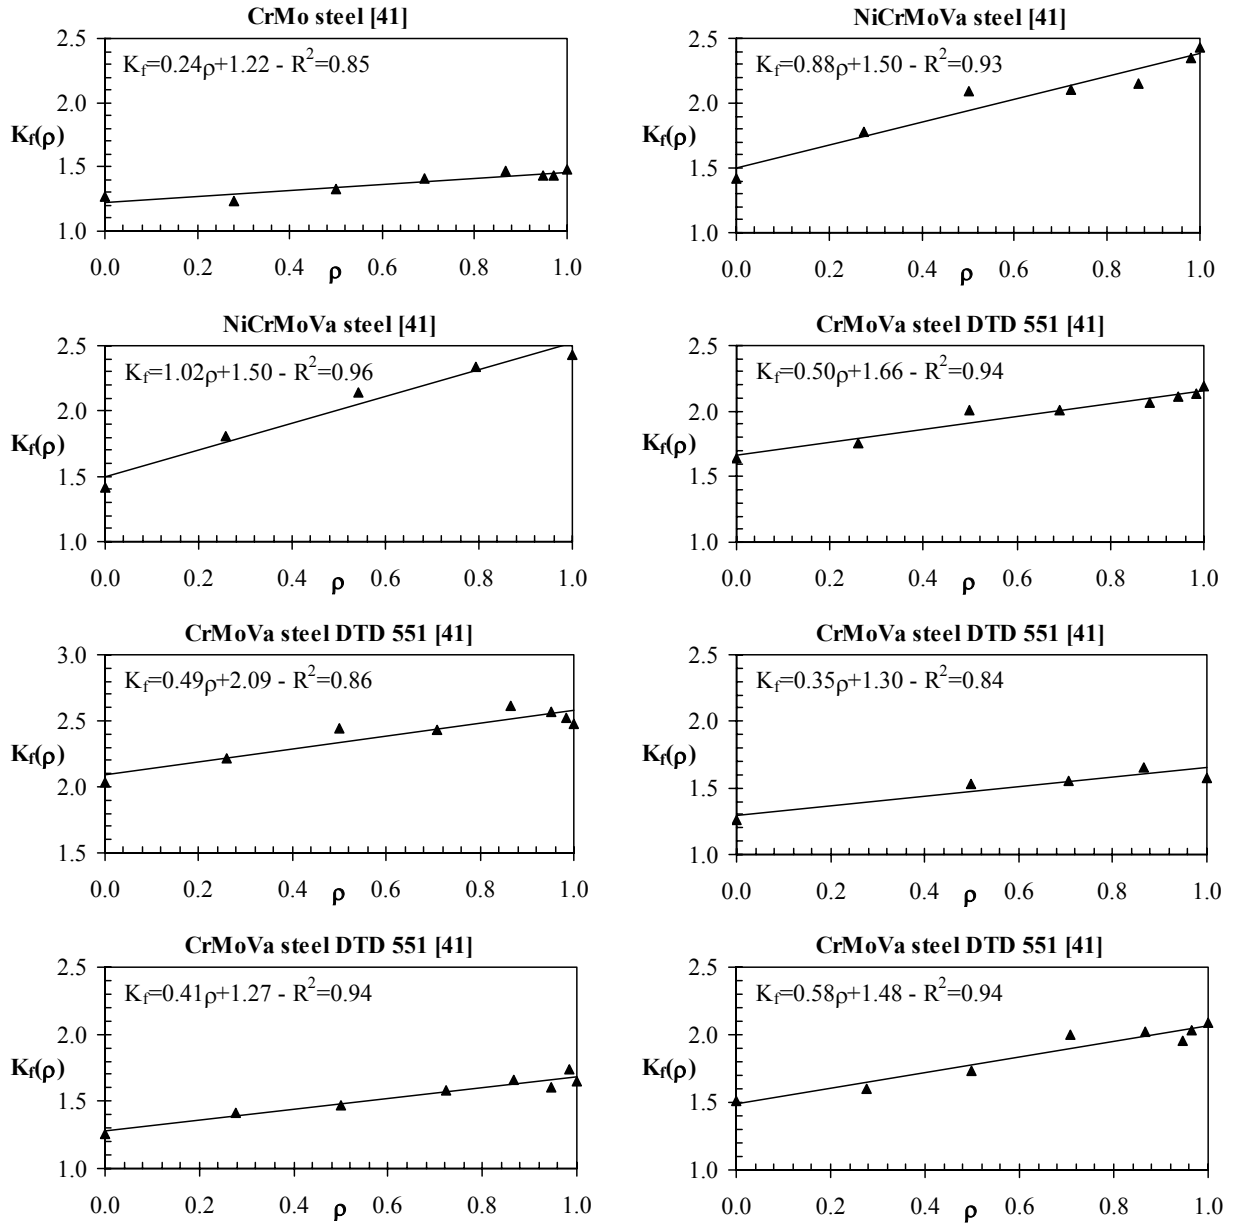 CrMo steel [41]
K_f=0.24ρ+1.22 - R²=0.85
2.5
2.0
K_f(ρ)
1.5
1.0
0.0 0.2 0.4 0.6 0.8 1.0
ρ
NiCrMoVa steel [41]
K_f=0.88ρ+1.50 - R²=0.93
2.5
2.0
K_f(ρ)
1.5
1.0
0.0 0.2 0.4 0.6 0.8 1.0
ρ
NiCrMoVa steel [41]
K_f=1.02ρ+1.50 - R²=0.96
2.5
2.0
K_f(ρ)
1.5
1.0
0.0 0.2 0.4 0.6 0.8 1.0
ρ
CrMoVa steel DTD 551 [41]
K_f=0.50ρ+1.66 - R²=0.94
2.5
2.0
K_f(ρ)
1.5
1.0
0.0 0.2 0.4 0.6 0.8 1.0
ρ
CrMoVa steel DTD 551 [41]
K_f=0.49ρ+2.09 - R²=0.86
3.0
2.5
K_f(ρ)
2.0
1.5
0.0 0.2 0.4 0.6 0.8 1.0
ρ
CrMoVa steel DTD 551 [41]
K_f=0.35ρ+1.30 - R²=0.84
2.5
2.0
K_f(ρ)
1.5
1.0
0.0 0.2 0.4 0.6 0.8 1.0
ρ
CrMoVa steel DTD 551 [41]
K_f=0.41ρ+1.27 - R²=0.94
2.5
2.0
K_f(ρ)
1.5
1.0
0.0 0.2 0.4 0.6 0.8 1.0
ρ
CrMoVa steel DTD 551 [41]
K_f=0.58ρ+1.48 - R²=0.94
2.5
2.0
K_f(ρ)
1.5
1.0
0.0 0.2 0.4 0.6 0.8 1.0
ρ